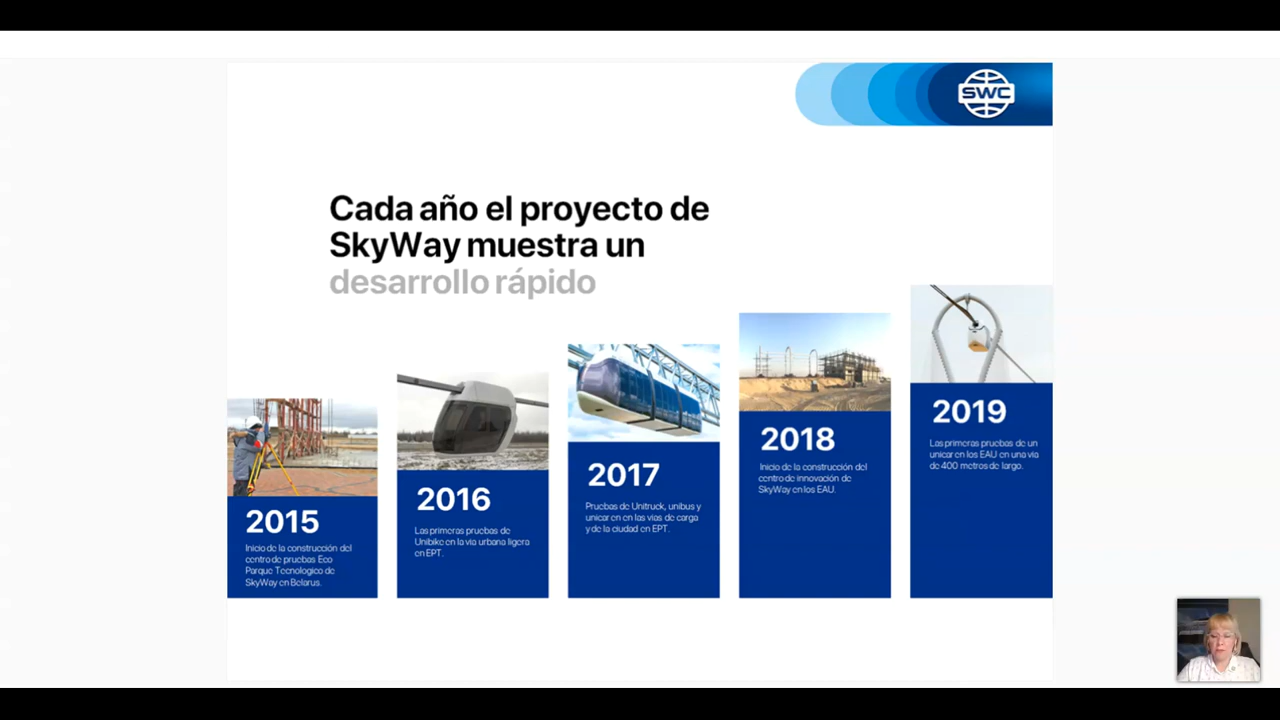 SWC
Cada año el proyecto de
SkyWay muestra un
desarrollo rápido
2015
Inicio de la construcción del
centro de pruebas Eco
Parque Tecnologico de
SkyWay en Belarus.
2016
Las primeras pruebas de
Unibike en la via urbana ligera
en EPT.
2017
Pruebas de Unitruck, unibus y
unicar en en las vias de carga
y de la ciudad en EPT.
2018
Inicio de la construcción del
centro de innovación de
SkyWay en los EAU.
2019
Las primeras pruebas de un
unicar en los EAU en una via
de 400 metros de largo.